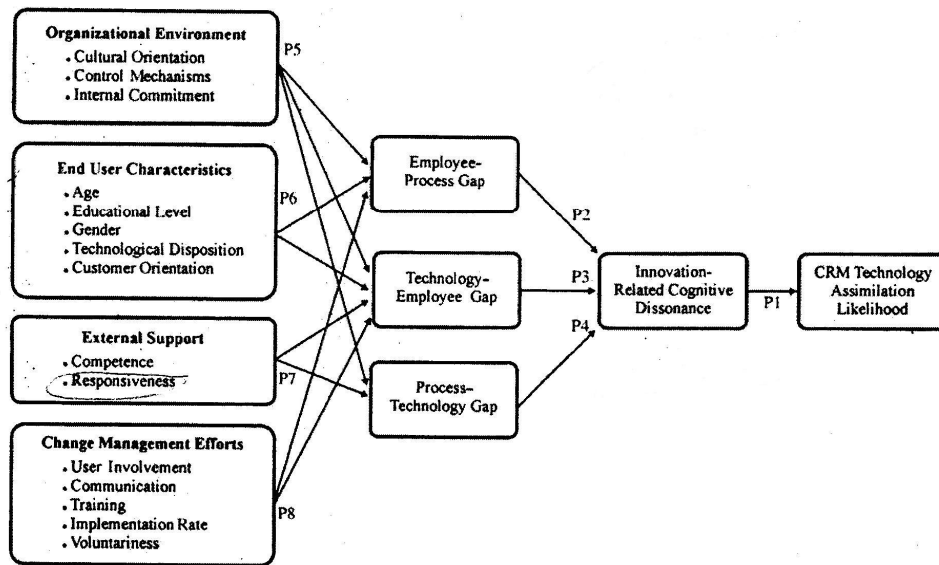 Organizational Environment
. Cultural Orientation
. Control Mechanisms
. Internal Commitment
P5
End User Characteristics
. Age
. Educational Level
. Gender
. Technological Disposition
. Customer Orientation
P6
External Support
. Competence
. Responsiveness
P7
Change Management Efforts
. User Involvement
. Communication
. Training
. Implementation Rate
. Voluntariness
P8
Employee–
Process Gap
Technology–
Employee Gap
Process–
Technology Gap
P2
P3
P4
Innovation-
Related Cognitive
Dissonance
P1
CRM Technology
Assimilation
Likelihood